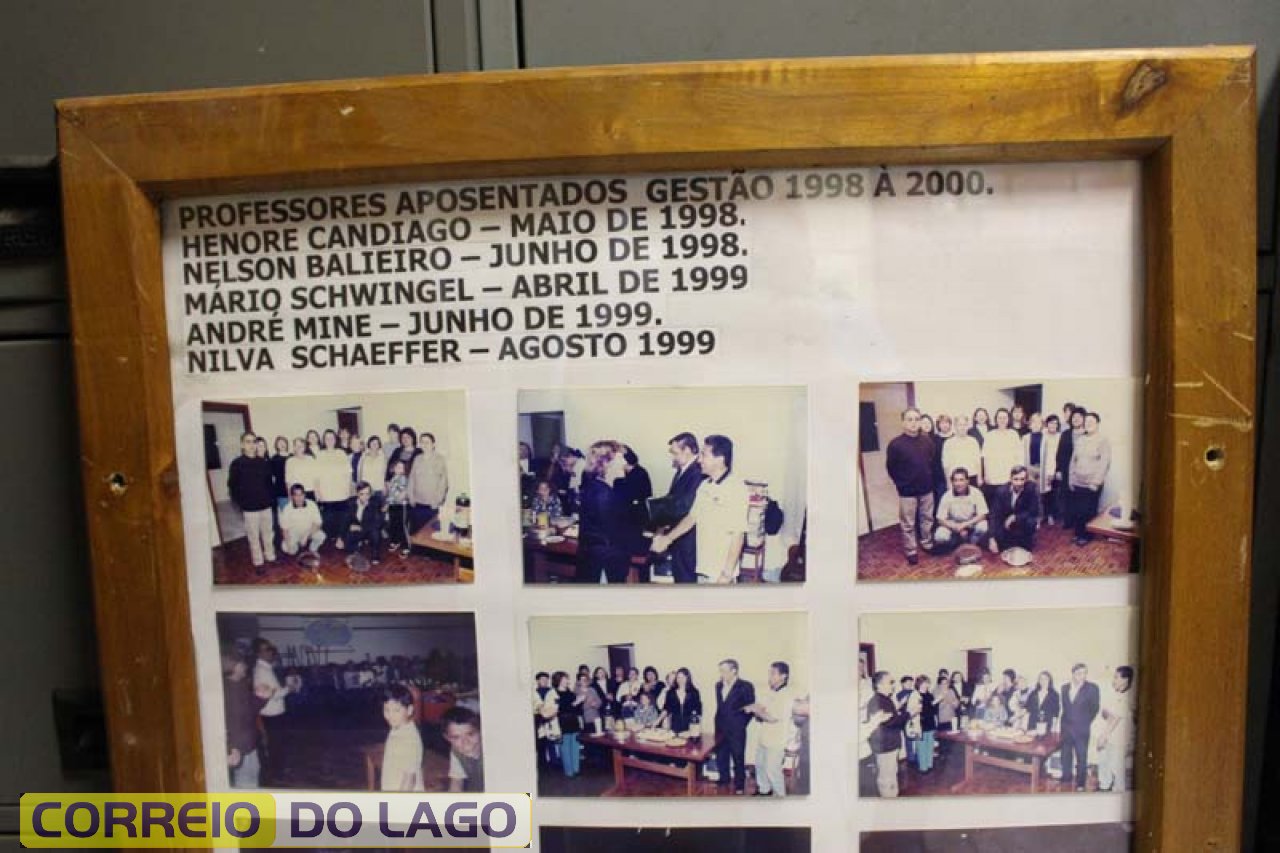 PROFESSORES APOSENTADOS GESTÃO 1998 À 2000.
HENORE CANDIAGO – MAIO DE 1998.
NELSON BALIEIRO – JUNHO DE 1998.
MÁRIO SCHWINGEL – ABRIL DE 1999
ANDRÉ MINE – JUNHO DE 1999.
NILVA SCHAEFFER – AGOSTO 1999
CORREIO DO LAGO